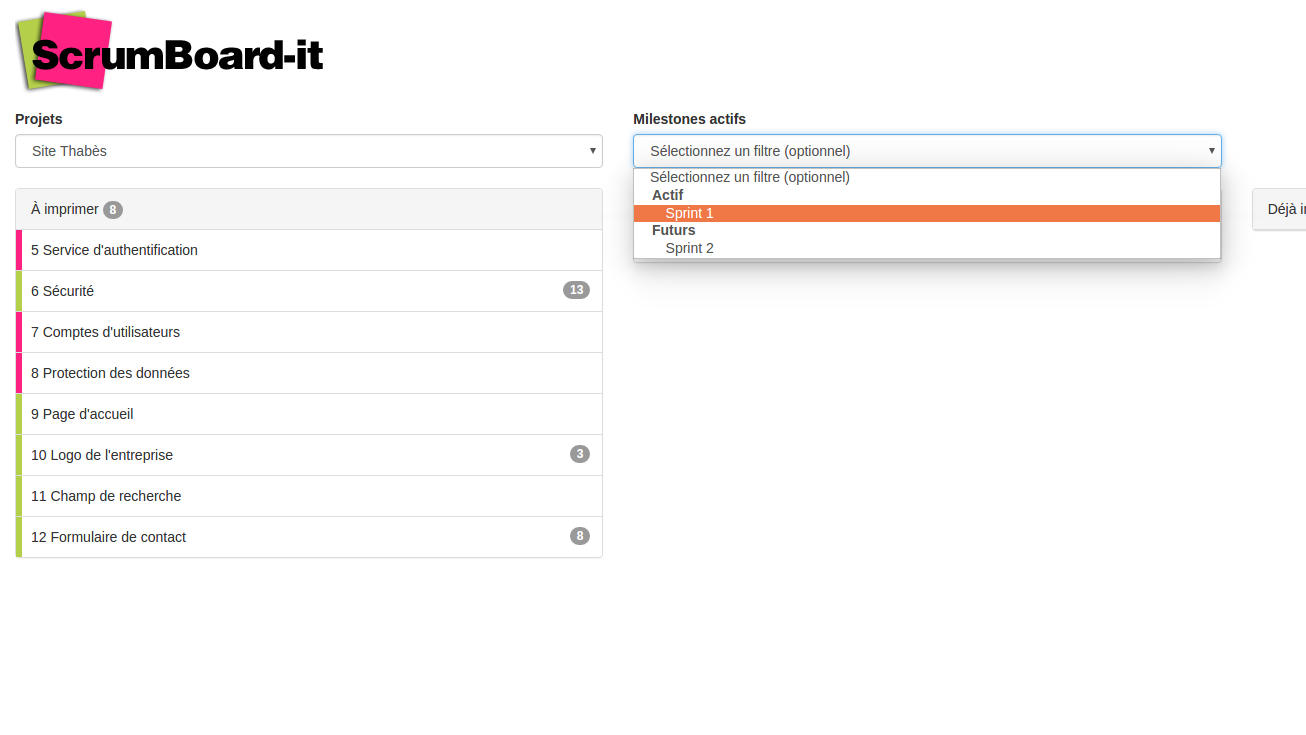 ScrumBoard-it
Projets
Site Thabès
À imprimer 8
5 Service d'authentification
6 Sécurité 13
7 Comptes d'utilisateurs
8 Protection des données
9 Page d'accueil
10 Logo de l'entreprise 3
11 Champ de recherche
12 Formulaire de contact 8
Milestones actifs
Sélectionnez un filtre (optionnel)
Sélectionnez un filtre (optionnel)
Actif
Sprint 1
Futurs
Sprint 2
Déjà